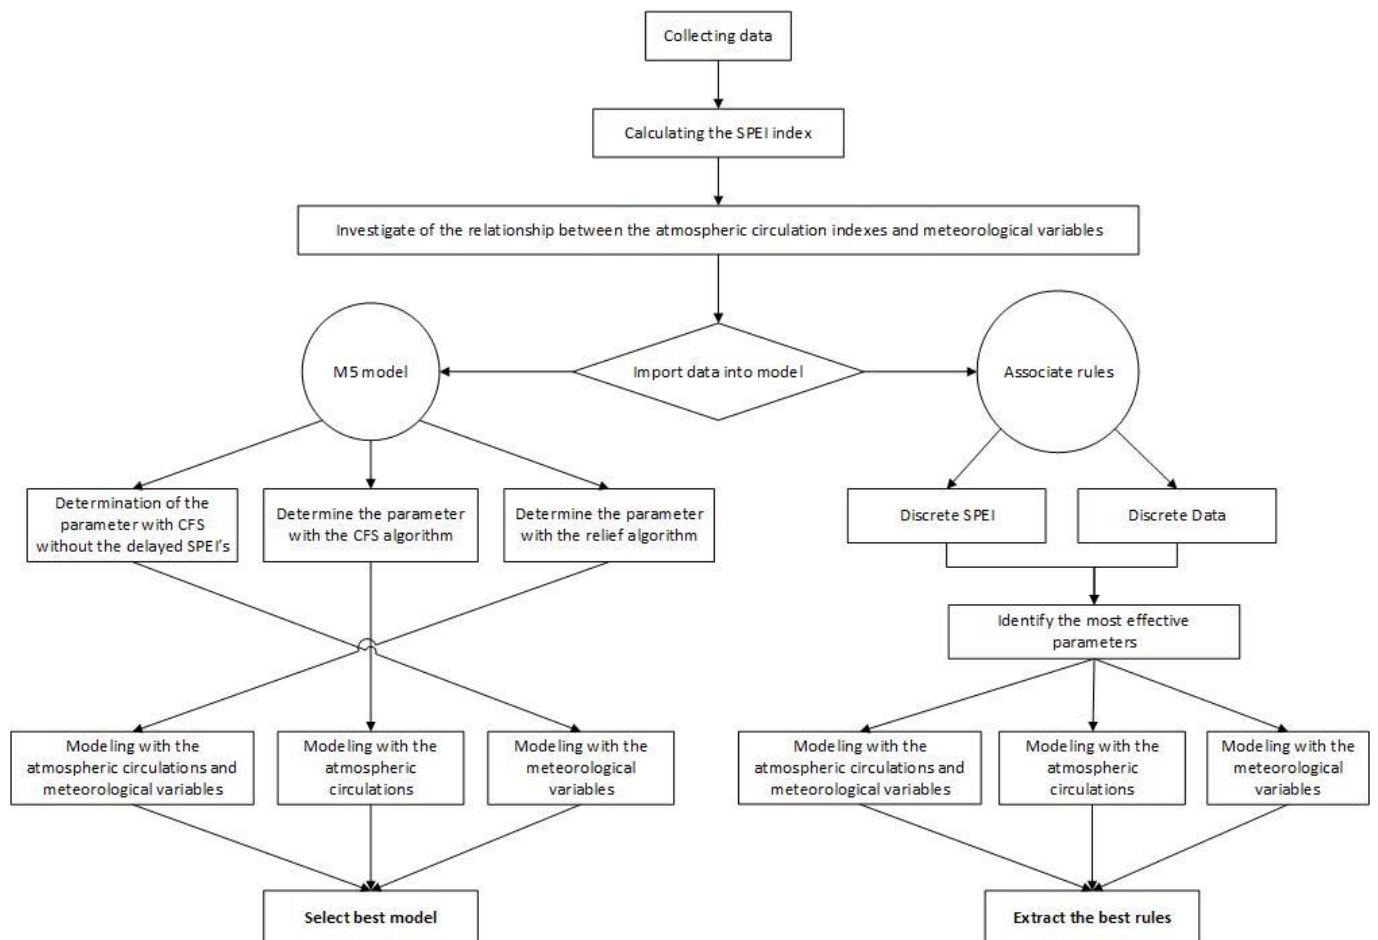 Collecting data
Calculating the SPEI index
Investigate of the relationship between the atmospheric circulation indexes and meteorological variables
M5 model
Import data into model
Associate rules
Determination of the
parameter with CFS
without the delayed SPEI's
Determine the parameter
with the CFS algorithm
Determine the parameter
with the relief algorithm
Discrete SPEI
Discrete Data
Identify the most effective
parameters
Modeling with the
atmospheric circulations and
meteorological variables
Modeling with the
atmospheric
circulations
Modeling with the
meteorological
variables
Modeling with the
atmospheric circulations and
meteorological variables
Modeling with the
atmospheric
circulations
Modeling with the
meteorological
variables
Select best model
Extract the best rules